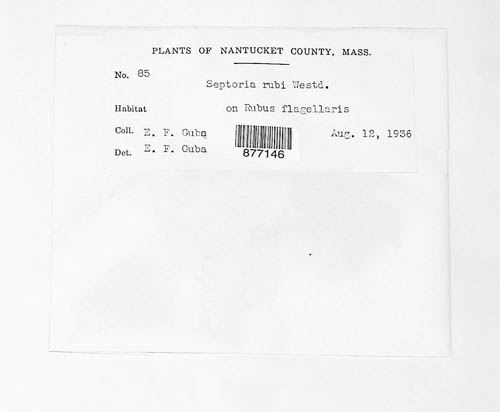 PLANTS OF NANTUCKET COUNTY, MASS.
No. 85
Septoria rubi Westd.
Habitat on Rubus flagellaris
Coll. E. F. Guba Aug. 12, 1936
Det. E. F. Guba
877146